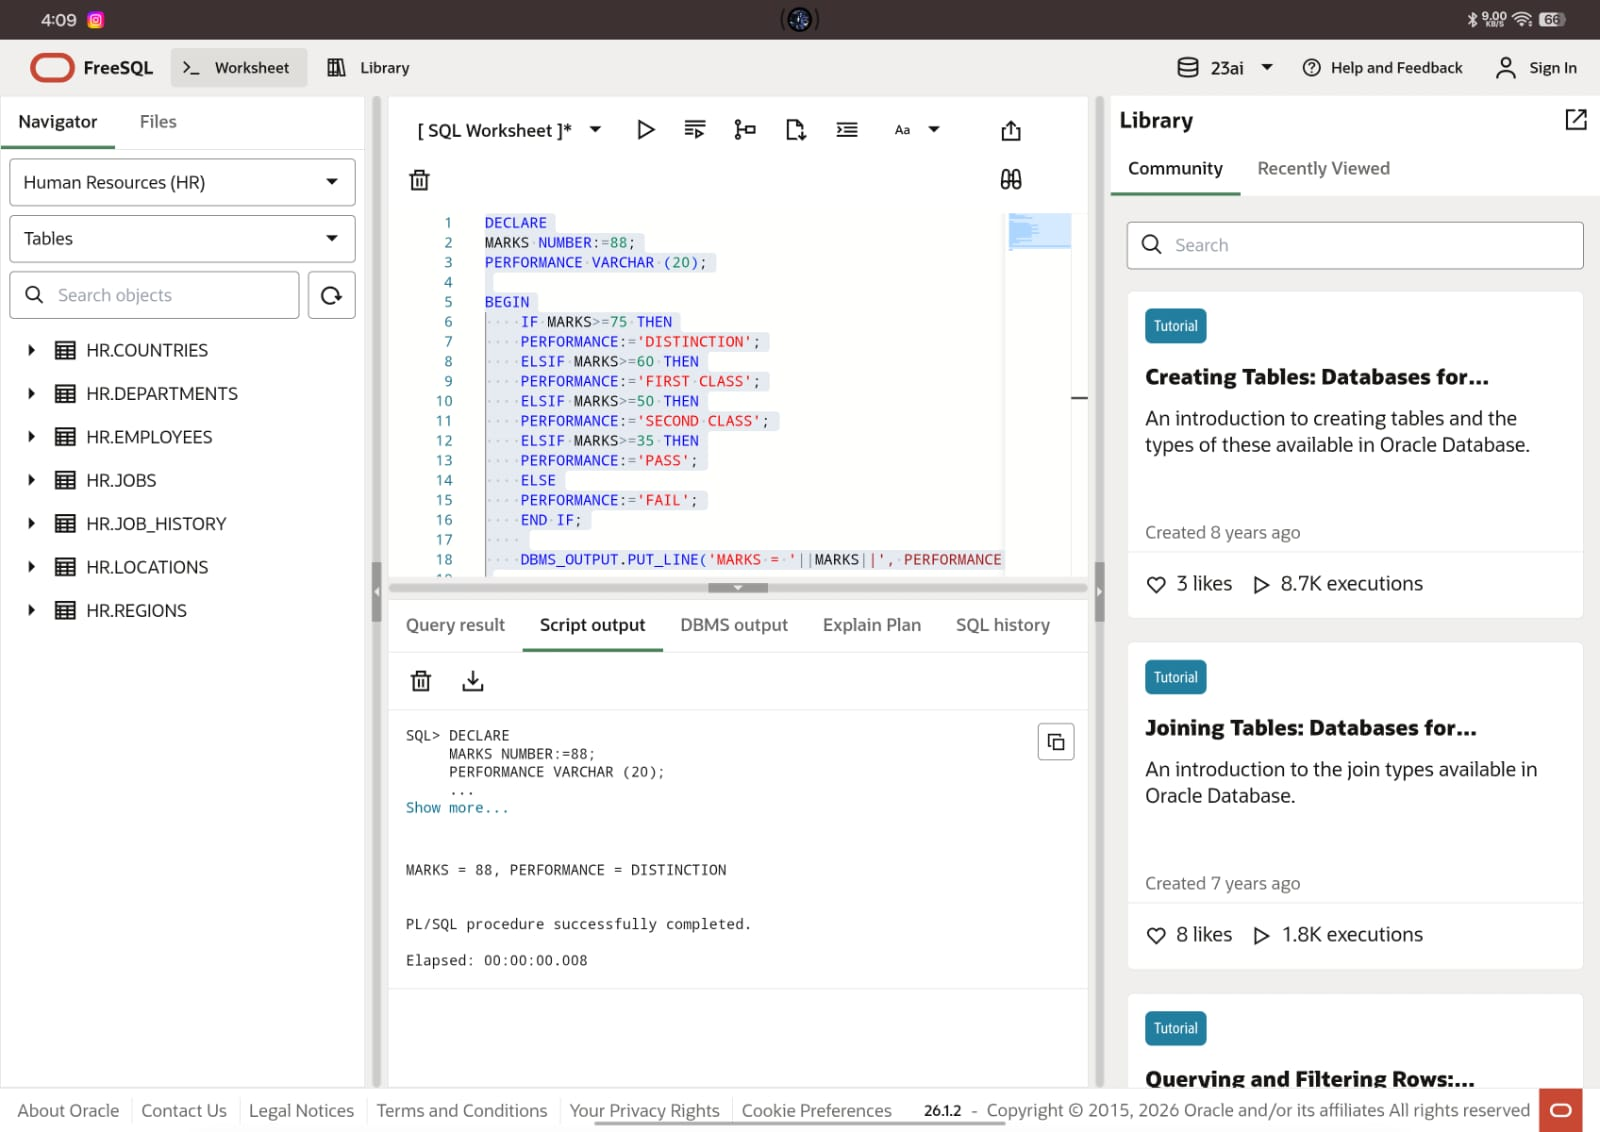 4:09
9.00
KB/S
66
FreeSQL
Worksheet
Library
23ai
Help and Feedback
Sign In
Navigator
Files
Human Resources (HR)
Tables
Search objects
HR.COUNTRIES
HR.DEPARTMENTS
HR.EMPLOYEES
HR.JOBS
HR.JOB_HISTORY
HR.LOCATIONS
HR.REGIONS
[ SQL Worksheet ]*
Aa
1 DECLARE
2 MARKS NUMBER:=88;
3 PERFORMANCE VARCHAR (20);
4
5 BEGIN
6 IF MARKS>=75 THEN
7 PERFORMANCE:='DISTINCTION';
8 ELSIF MARKS>=60 THEN
9 PERFORMANCE:='FIRST CLASS';
10 ELSIF MARKS>=50 THEN
11 PERFORMANCE:='SECOND CLASS';
12 ELSIF MARKS>=35 THEN
13 PERFORMANCE:='PASS';
14 ELSE
15 PERFORMANCE:='FAIL';
16 END IF;
17
18 DBMS_OUTPUT.PUT_LINE('MARKS = '||MARKS||', PERFORMANCE
Query result
Script output
DBMS output
Explain Plan
SQL history
SQL> DECLARE
MARKS NUMBER:=88;
PERFORMANCE VARCHAR (20);
...
Show more...
MARKS = 88, PERFORMANCE = DISTINCTION
PL/SQL procedure successfully completed.
Elapsed: 00:00:00.008
Library
Community
Recently Viewed
Search
Tutorial
Creating Tables: Databases for...
An introduction to creating tables and the
types of these available in Oracle Database.
Created 8 years ago
3 likes
8.7K executions
Tutorial
Joining Tables: Databases for...
An introduction to the join types available in
Oracle Database.
Created 7 years ago
8 likes
1.8K executions
Tutorial
Querying and Filtering Rows:...
About Oracle
Contact Us
Legal Notices
Terms and Conditions
Your Privacy Rights
Cookie Preferences
26.1.2 - Copyright © 2015, 2026 Oracle and/or its affiliates All rights reserved